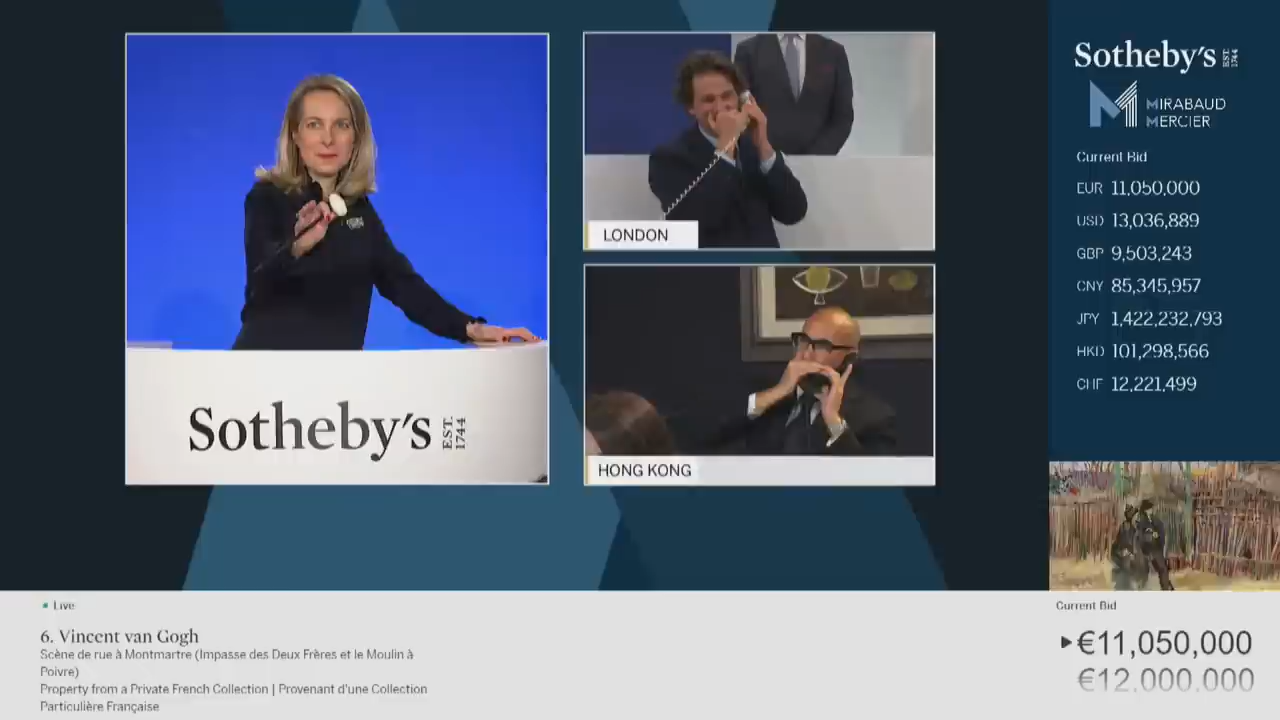 Sotheby's EST. 1744
LONDON
HONG KONG
Sotheby's EST. 1744
MIRABAUD
MERCIER
Current Bid
EUR 11,050,000
USD 13,036,889
GBP 9,503,243
CNY 85,345,957
JPY 1,422,232,793
HKD 101,298,566
CHF 12,221,499
Live
6. Vincent van Gogh
Scène de rue à Montmartre (Impasse des Deux Frères et le Moulin à
Poivre)
Property from a Private French Collection | Provenant d'une Collection
Particulière Française
Current Bid
€11,050,000
€12,000,000